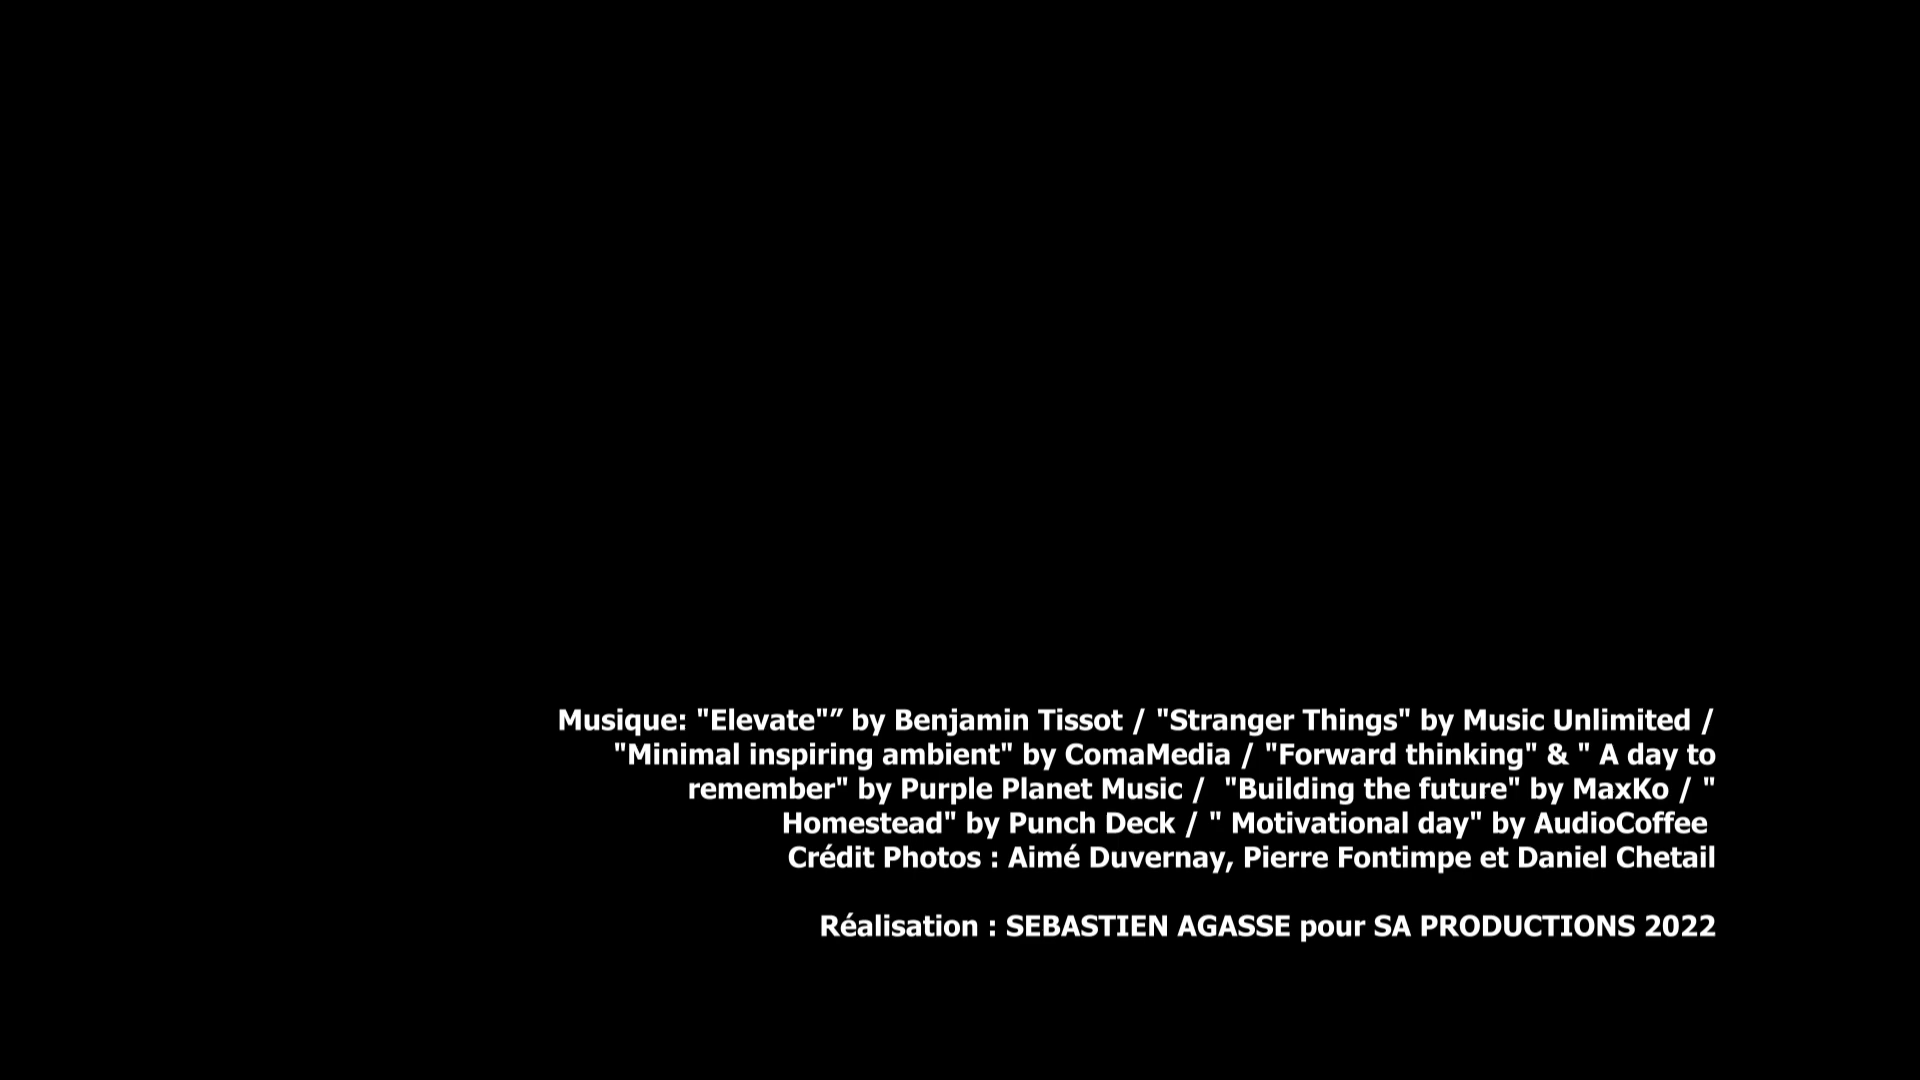 Musique: "Elevate"” by Benjamin Tissot / "Stranger Things" by Music Unlimited /
"Minimal inspiring ambient" by ComaMedia / "Forward thinking" & " A day to
remember" by Purple Planet Music /  "Building the future" by MaxKo / "
Homestead" by Punch Deck / " Motivational day" by AudioCoffee
Crédit Photos : Aimé Duvernay, Pierre Fontimpe et Daniel Chetail
Réalisation : SEBASTIEN AGASSE pour SA PRODUCTIONS 2022